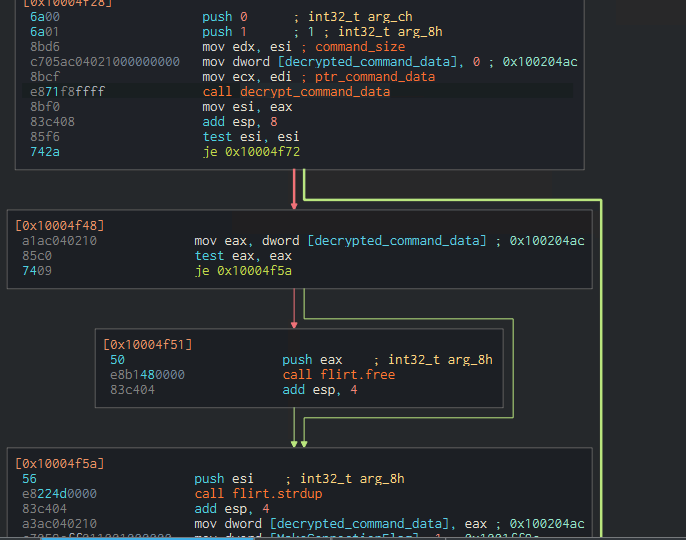 [0x10004f28]
6a00 push 0 ; int32_t arg_ch
6a01 push 1 ; 1 ; int32_t arg_8h
8bd6 mov edx, esi ; command_size
c705ac04021000000000 mov dword [decrypted_command_data], 0 ; 0x100204ac
8bcf mov ecx, edi ; ptr_command_data
e871f8ffff call decrypt_command_data
8bf0 mov esi, eax
83c408 add esp, 8
85f6 test esi, esi
742a je 0x10004f72
[0x10004f48]
a1ac040210 mov eax, dword [decrypted_command_data] ; 0x100204ac
85c0 test eax, eax
7409 je 0x10004f5a
[0x10004f51]
50 push eax ; int32_t arg_8h
e8b1480000 call flirt.free
83c404 add esp, 4
[0x10004f5a]
56 push esi ; int32_t arg_8h
e8224d0000 call flirt.strdup
83c404 add esp, 4
a3ac040210 mov dword [decrypted_command_data], eax ; 0x100204ac
mov dword [MakeConnectionFlag], 1